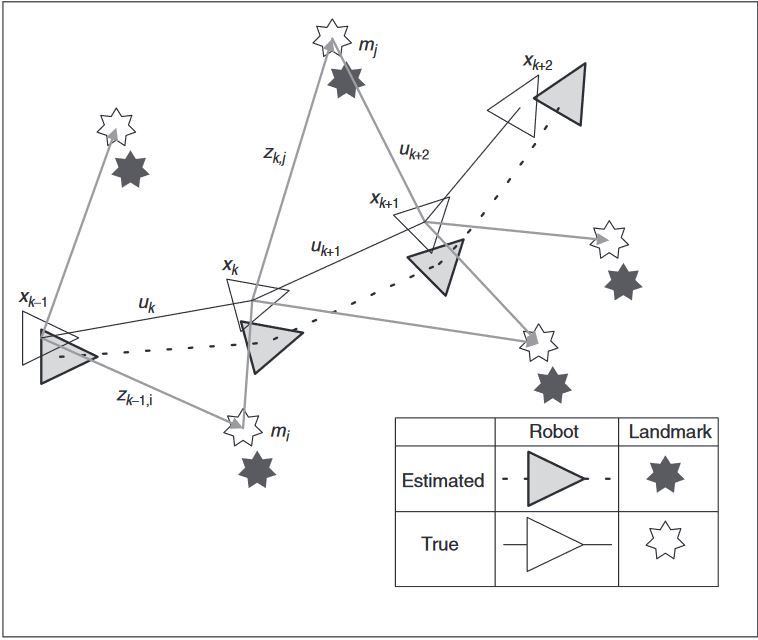 m_j
x_{k+2}
z_{k,j}
u_{k+2}
x_{k+1}
u_{k+1}
x_k
x_{k–1}
u_k
z_{k–1,i}
m_i
Robot Landmark
Estimated
True